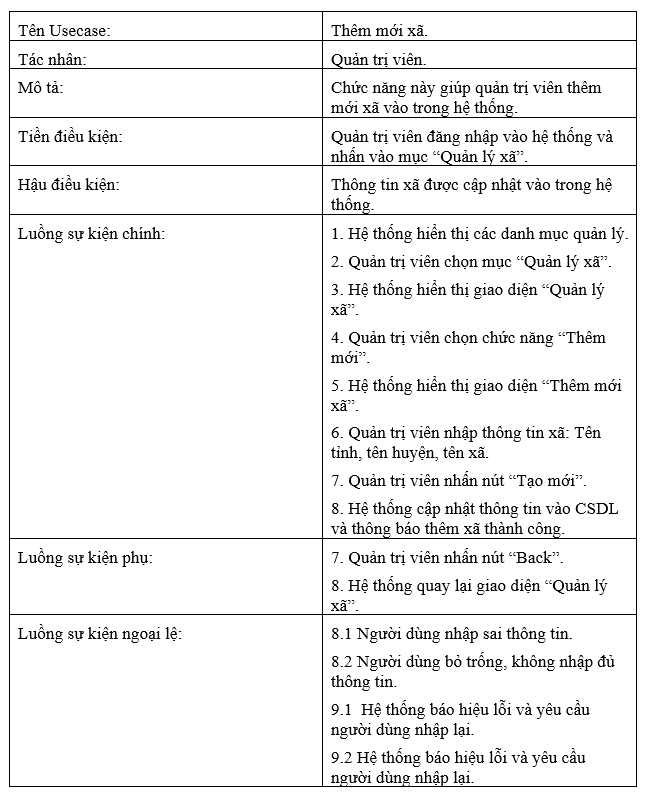 Tên Usecase:
Thêm mới xã.
Tác nhân:
Quản trị viên.
Mô tả:
Chức năng này giúp quản trị viên thêm
mới xã vào trong hệ thống.
Tiền điều kiện:
Quản trị viên đăng nhập vào hệ thống và
nhấn vào mục “Quản lý xã”.
Hậu điều kiện:
Thông tin xã được cập nhật vào trong hệ
thống.
Luồng sự kiện chính:
1. Hệ thống hiển thị các danh mục quản lý.
2. Quản trị viên chọn mục “Quản lý xã”.
3. Hệ thống hiển thị giao diện “Quản lý
xã”.
4. Quản trị viên chọn chức năng “Thêm
mới”.
5. Hệ thống hiển thị giao diện “Thêm mới
xã”.
6. Quản trị viên nhập thông tin xã: Tên
tỉnh, tên huyện, tên xã.
7. Quản trị viên nhấn nút “Tạo mới”.
8. Hệ thống cập nhật thông tin vào CSDL
và thông báo thêm xã thành công.
Luồng sự kiện phụ:
7. Quản trị viên nhấn nút “Back”.
8. Hệ thống quay lại giao diện “Quản lý
xã”.
Luồng sự kiện ngoại lệ:
8.1 Người dùng nhập sai thông tin.
8.2 Người dùng bỏ trống, không nhập đủ
thông tin.
9.1  Hệ thống báo hiệu lỗi và yêu cầu
người dùng nhập lại.
9.2 Hệ thống báo hiệu lỗi và yêu cầu
người dùng nhập lại.